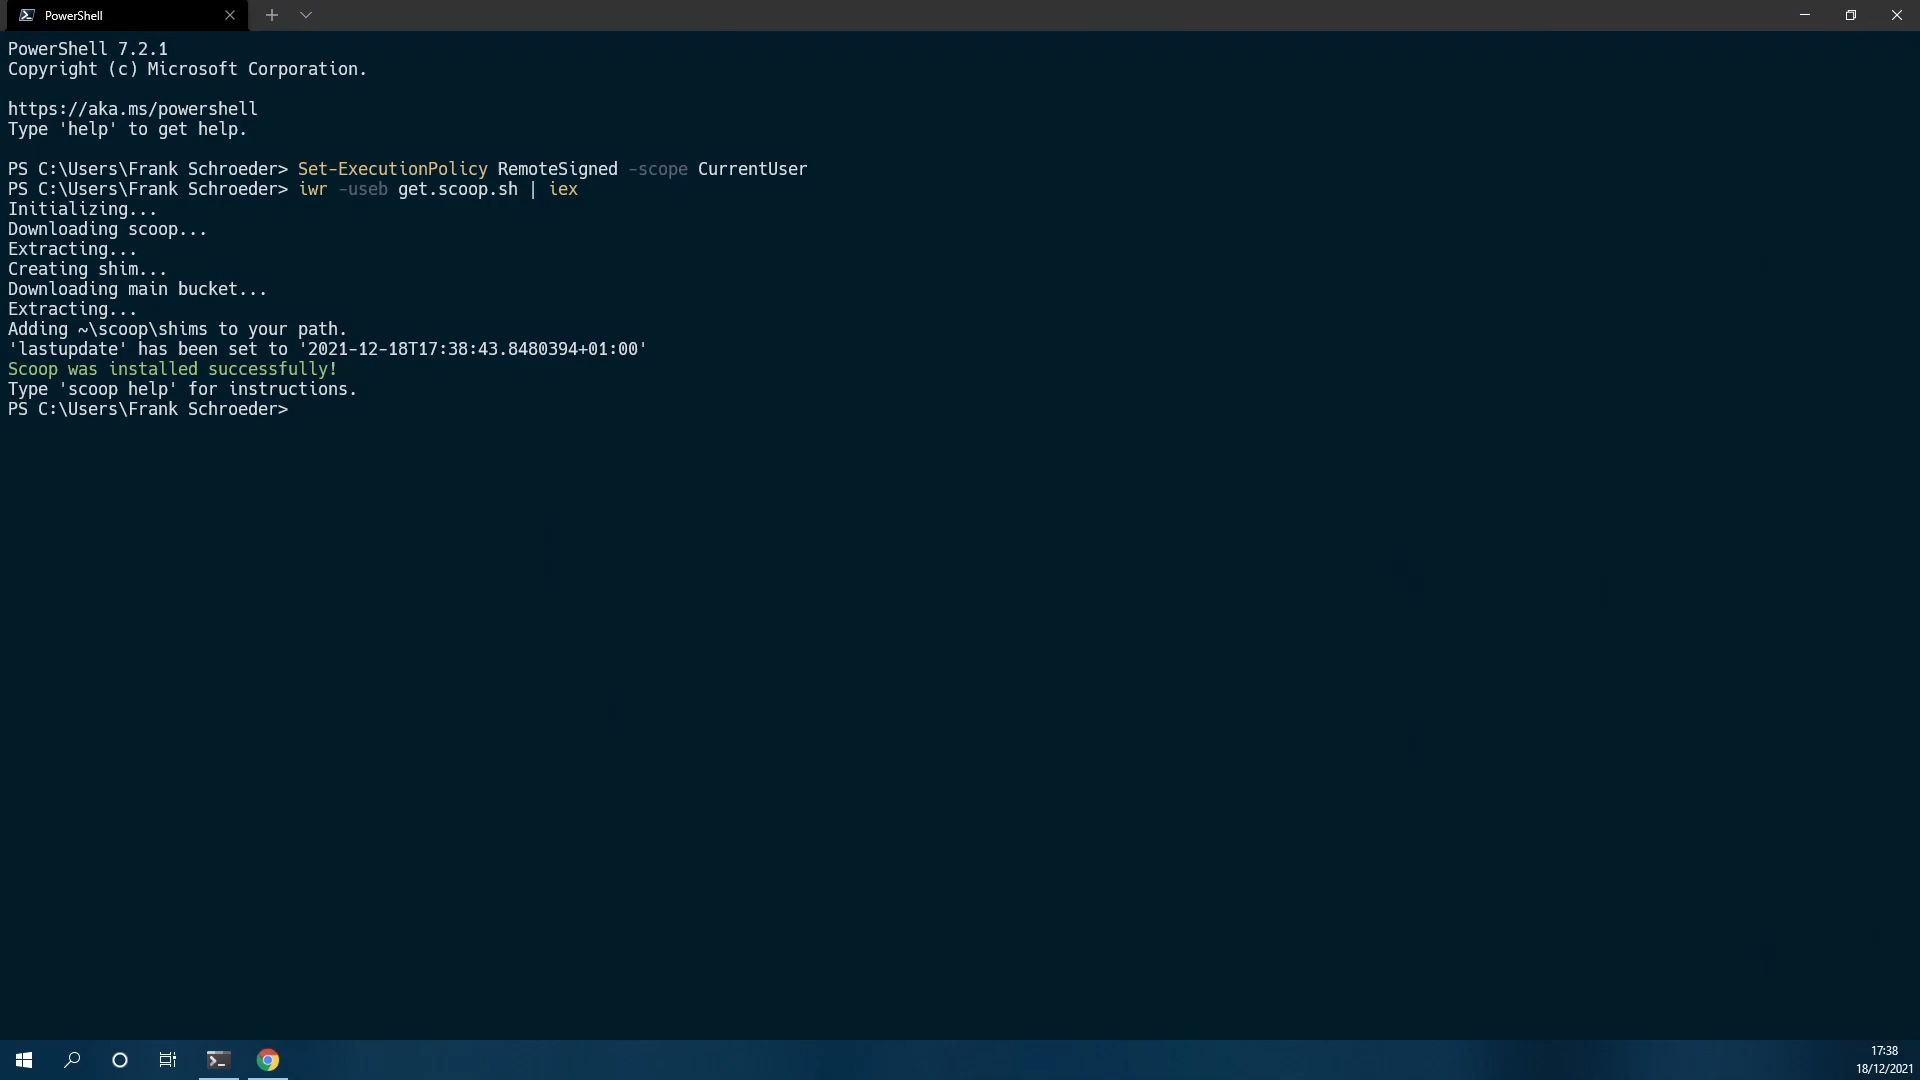 PowerShell
PowerShell 7.2.1
Copyright (c) Microsoft Corporation.
https://aka.ms/powershell
Type 'help' to get help.
PS C:\Users\Frank Schroeder> Set-ExecutionPolicy RemoteSigned -scope CurrentUser
PS C:\Users\Frank Schroeder> iwr -useb get.scoop.sh | iex
Initializing...
Downloading scoop...
Extracting...
Creating shim...
Downloading main bucket...
Extracting...
Adding ~\scoop\shims to your path.
'lastupdate' has been set to '2021-12-18T17:38:43.8480394+01:00'
Scoop was installed successfully!
Type 'scoop help' for instructions.
PS C:\Users\Frank Schroeder>
17:38
18/12/2021